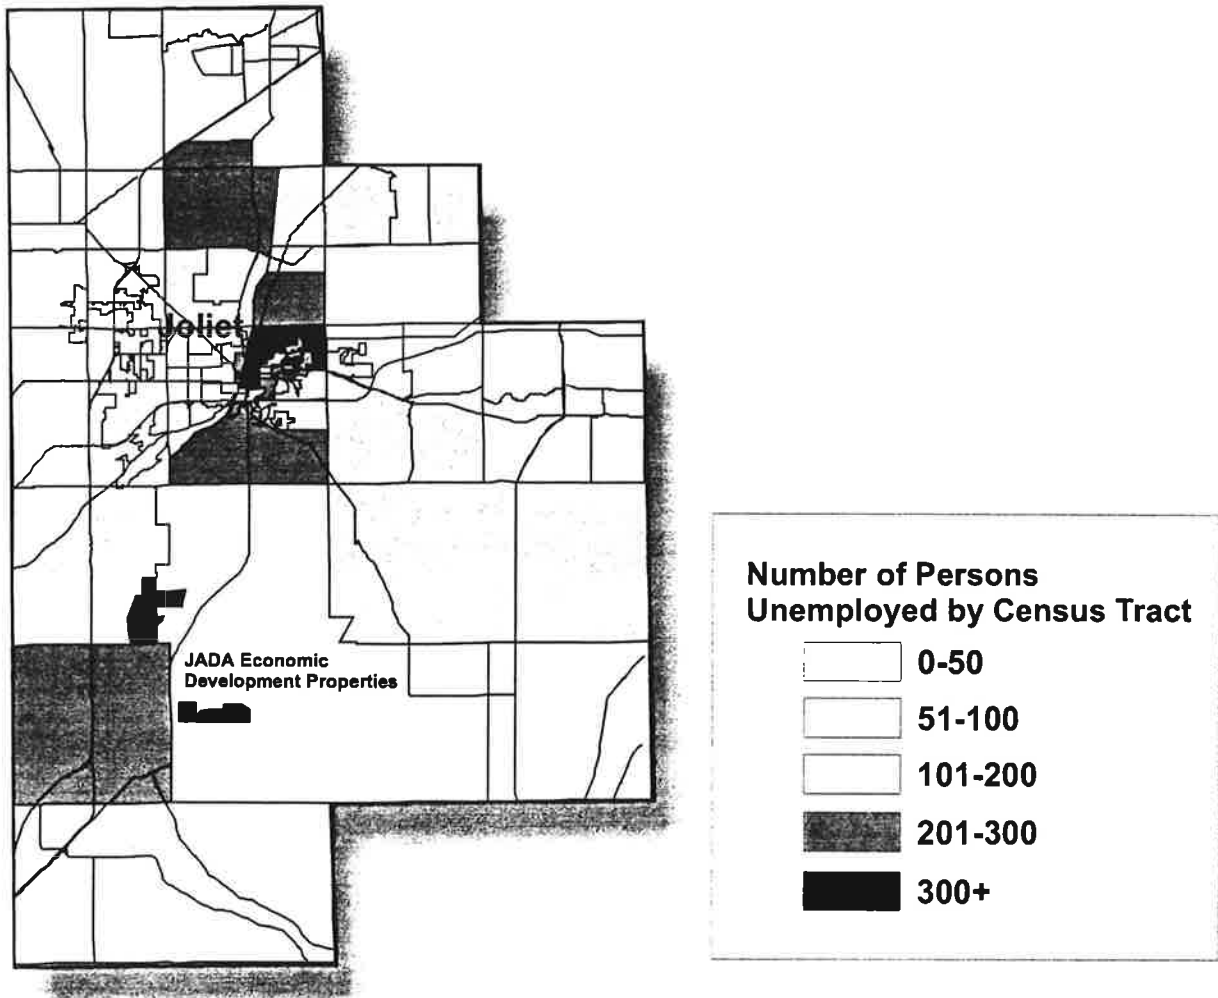 Joliet
JADA Economic
Development Properties
Number of Persons
Unemployed by Census Tract
0-50
51-100
101-200
201-300
300+